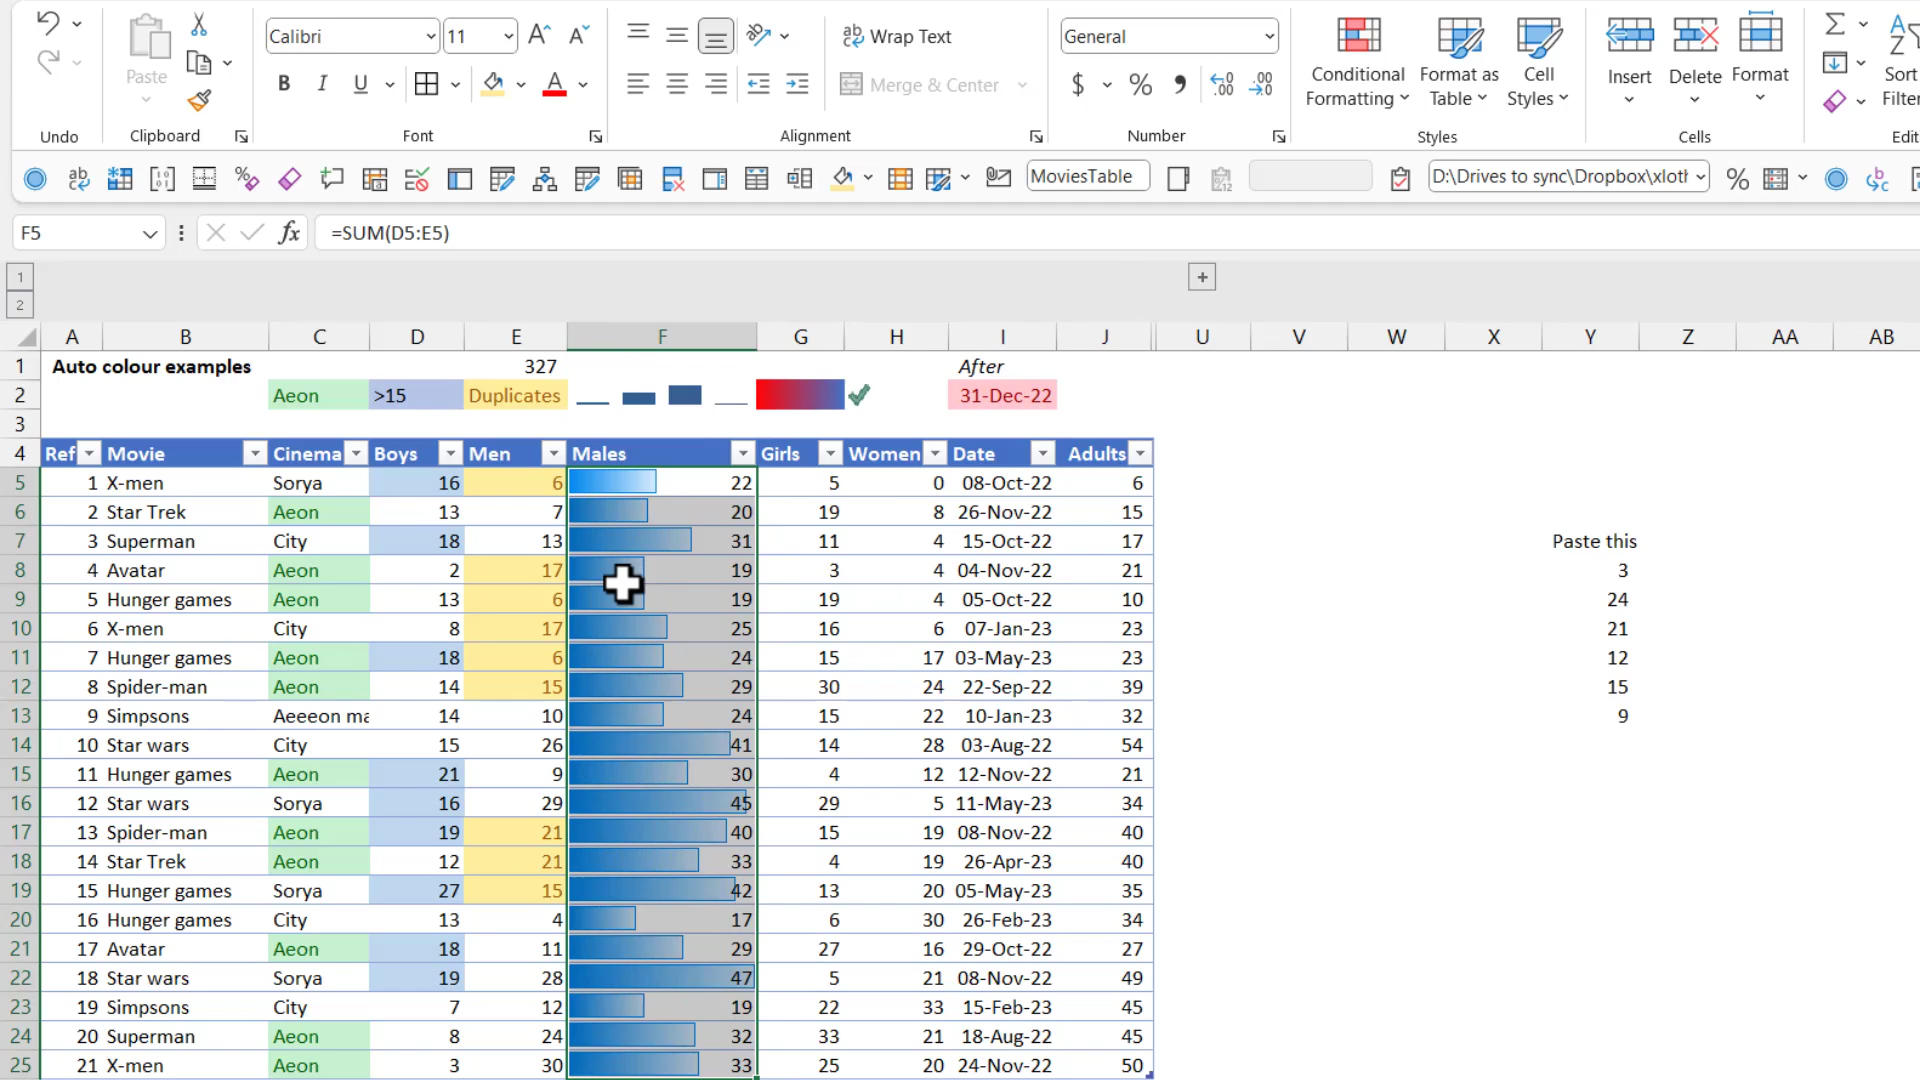 Calibri 11 Wrap Text General
Paste B I U Merge & Center $ % Conditional Formatting Format as Table Cell Styles Insert Delete Format Sort Filter
Undo Clipboard Font Alignment Number Styles Cells Edit
MoviesTable D:\Drives to sync\Dropbox\xloth
F5 fx =SUM(D5:E5)
1 +
2
A B C D E F G H I J U V W X Y Z AA AB
1 Auto colour examples 327 After
2 Aeon >15 Duplicates 31-Dec-22
3
4 Ref Movie Cinema Boys Men Males Girls Women Date Adults
5 1 X-men Sorya 16 6 22 5 0 08-Oct-22 6
6 2 Star Trek Aeon 13 7 20 19 8 26-Nov-22 15
7 3 Superman City 18 13 31 11 4 15-Oct-22 17 Paste this
8 4 Avatar Aeon 2 17 19 3 4 04-Nov-22 21 3
9 5 Hunger games Aeon 13 6 19 19 4 05-Oct-22 10 24
10 6 X-men City 8 17 25 16 6 07-Jan-23 23 21
11 7 Hunger games Aeon 18 6 24 15 17 03-May-23 23 12
12 8 Spider-man Aeon 14 15 29 30 24 22-Sep-22 39 15
13 9 Simpsons Aeeeon ma 14 10 24 15 22 10-Jan-23 32 9
14 10 Star wars City 15 26 41 14 28 03-Aug-22 54
15 11 Hunger games Aeon 21 9 30 4 12 12-Nov-22 21
16 12 Star wars Sorya 16 29 45 29 5 11-May-23 34
17 13 Spider-man Aeon 19 21 40 15 19 08-Nov-22 40
18 14 Star Trek Aeon 12 21 33 4 19 26-Apr-23 40
19 15 Hunger games Sorya 27 15 42 13 20 05-May-23 35
20 16 Hunger games City 13 4 17 6 30 26-Feb-23 34
21 17 Avatar Aeon 18 11 29 27 16 29-Oct-22 27
22 18 Star wars Sorya 19 28 47 5 21 08-Nov-22 49
23 19 Simpsons City 7 12 19 22 33 15-Feb-23 45
24 20 Superman Aeon 8 24 32 33 21 18-Aug-22 45
25 21 X-men Aeon 3 30 33 25 20 24-Nov-22 50